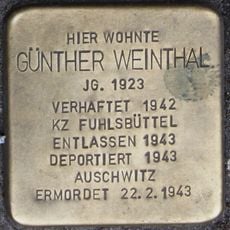 HIER WOHNTE
GÜNTHER WEINTHAL
JG. 1923
VERHAFTET 1942
KZ FUHLSBÜTTEL
ENTLASSEN 1943
DEPORTIERT 1943
AUSCHWITZ
ERMORDET 22.2.1943